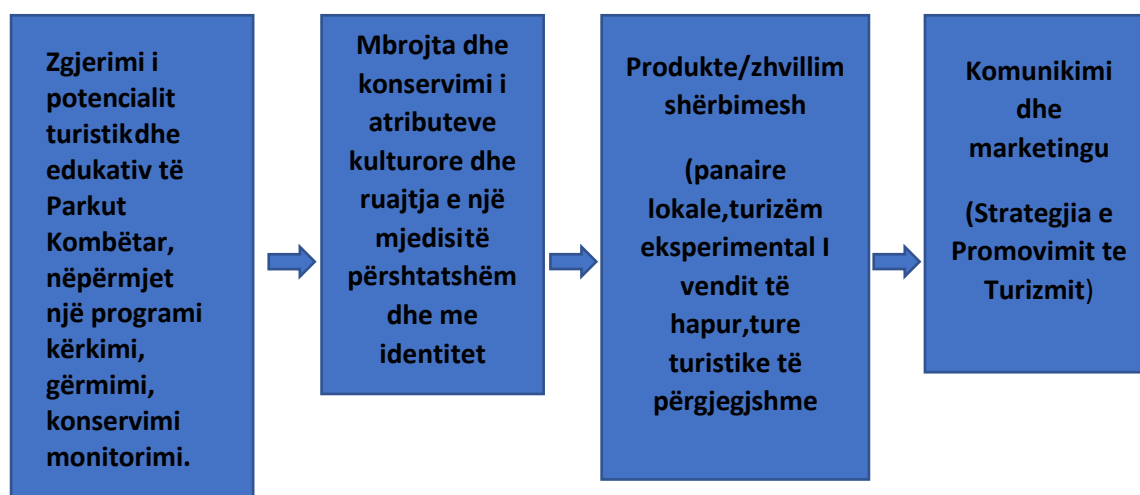 Zgjerimi i
potencialit
turistikdhe
edukativ të
Parkut
Kombëtar,
nëpërmjet
një programi
kërkimi,
gërmimi,
konservimi
monitorimi.
Mbrojta dhe
konservimi i
atributeve
kulturore dhe
ruajtja e një
mjedisitë
përshtatshëm
dhe me
identitet
Produkte/zhvillim
shërbimesh
(panaire
lokale,turizëm
eksperimental I
vendit të
hapur,ture
turistike të
përgjegjshme
Komunikimi
dhe
marketingu
(Strategjia e
Promovimit te
Turizmit)